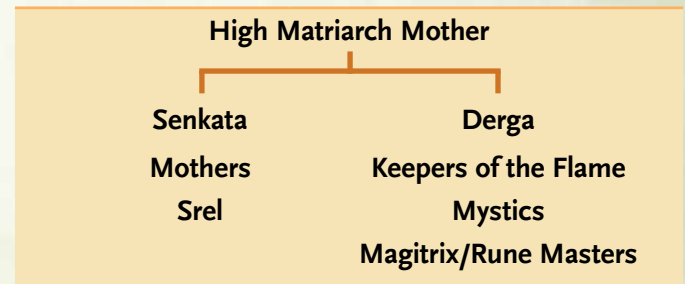 High Matriarch Mother
Senkata Derga
Mothers Keepers of the Flame
Srel Mystics
Magitrix/Rune Masters